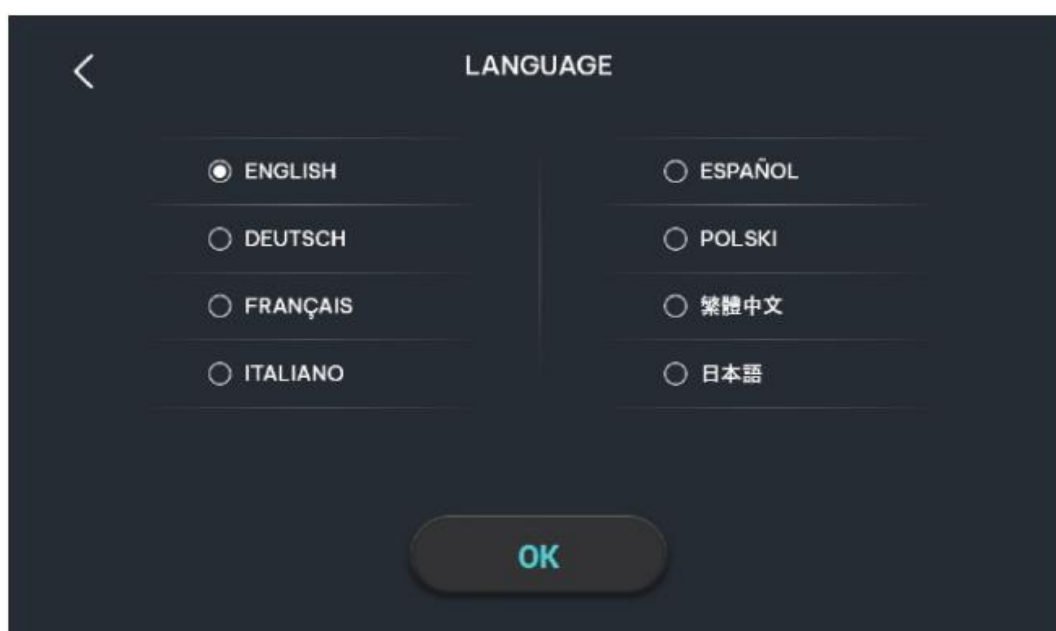 LANGUAGE
ENGLISH
DEUTSCH
FRANÇAIS
ITALIANO
ESPAÑOL
POLSKI
繁體中文
日本語
OK